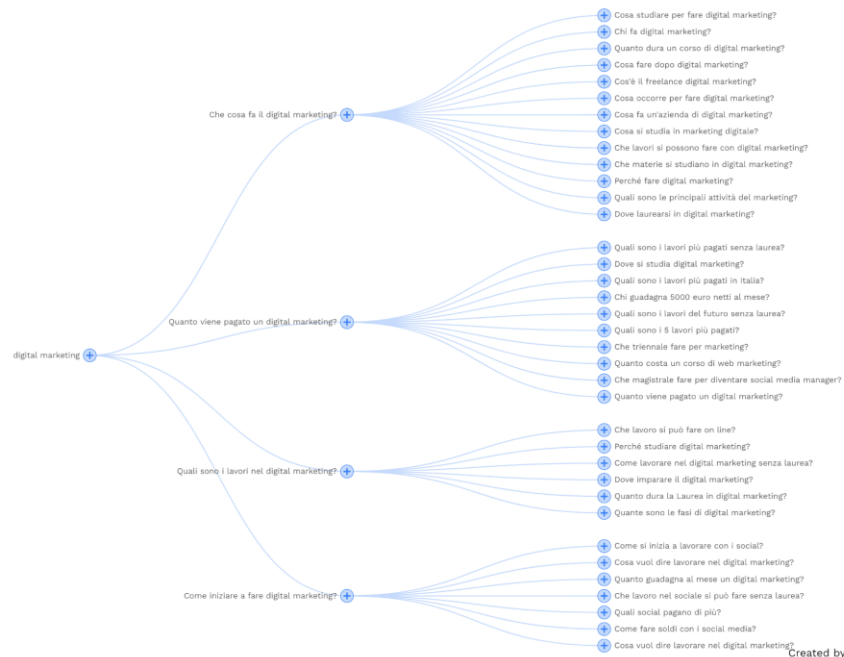 digital marketing
Che cosa fa il digital marketing?
Cosa studiare per fare digital marketing?
Chi fa digital marketing?
Quanto dura un corso di digital marketing?
Cosa fare dopo digital marketing?
Cos'è il freelance digital marketing?
Cosa occorre per fare digital marketing?
Cosa fa un'azienda di digital marketing?
Cosa si studia in marketing digitale?
Che lavori si possono fare con digital marketing?
Che materie si studiano in digital marketing?
Perché fare digital marketing?
Quali sono le principali attività del marketing?
Dove laurearsi in digital marketing?
Quanto viene pagato un digital marketing?
Quali sono i lavori più pagati senza laurea?
Dove si studia digital marketing?
Quali sono i lavori più pagati in Italia?
Chi guadagna 5000 euro netti al mese?
Quali sono i lavori del futuro senza laurea?
Quali sono i 5 lavori più pagati?
Che triennale fare per marketing?
Quanto costa un corso di web marketing?
Che magistrale fare per diventare social media manager?
Quanto viene pagato un digital marketing?
Quali sono i lavori nel digital marketing?
Che lavoro si può fare on line?
Perché studiare digital marketing?
Come lavorare nel digital marketing senza laurea?
Dove imparare il digital marketing?
Quanto dura la Laurea in digital marketing?
Quante sono le fasi di digital marketing?
Come iniziare a fare digital marketing?
Come si inizia a lavorare con i social?
Cosa vuol dire lavorare nel digital marketing?
Quanto guadagna al mese un digital marketing?
Che lavoro nel sociale si può fare senza laurea?
Quali social pagano di più?
Come fare soldi con i social media?
Cosa vuol dire lavorare nel digital marketing?
Created by